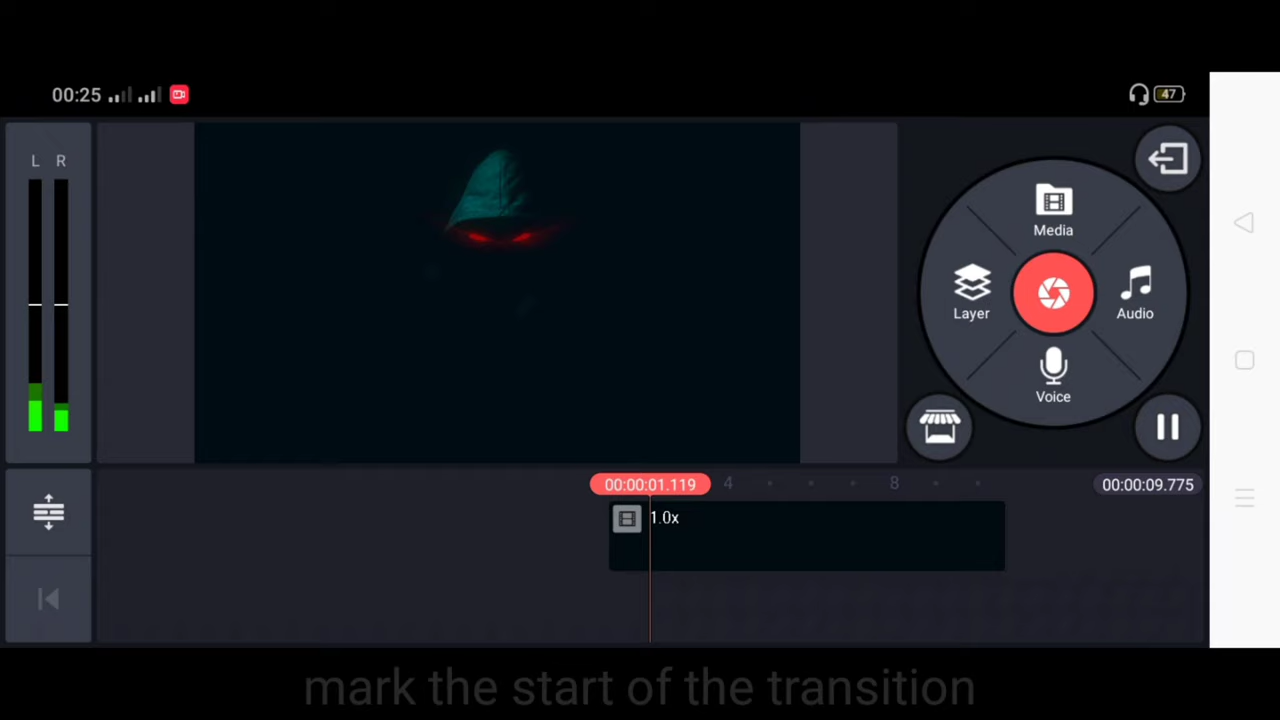 00:25
47
L R
Media
Layer
Audio
Voice
00:00:01.119
4
8
00:00:09.775
1.0x
mark the start of the transition